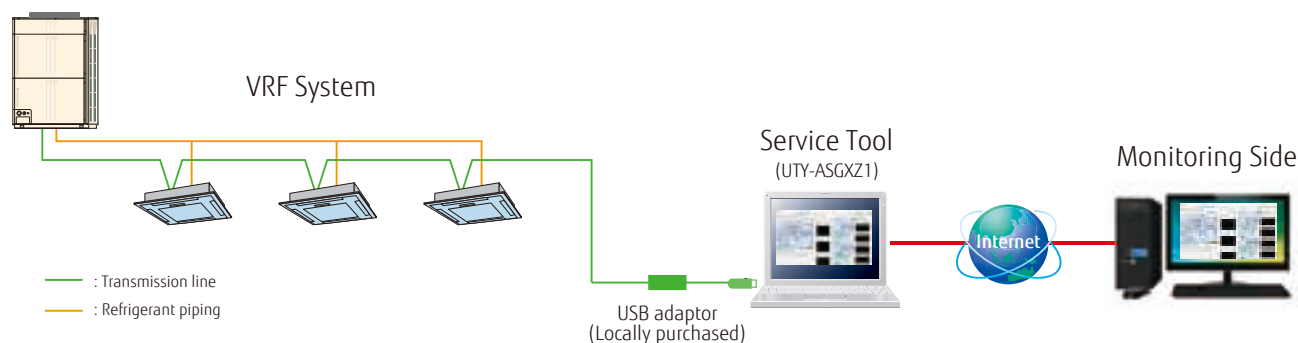 VRF System
Service Tool
(UTY-ASGXZ1)
Monitoring Side
Internet
: Transmission line
: Refrigerant piping
USB adaptor
(Locally purchased)